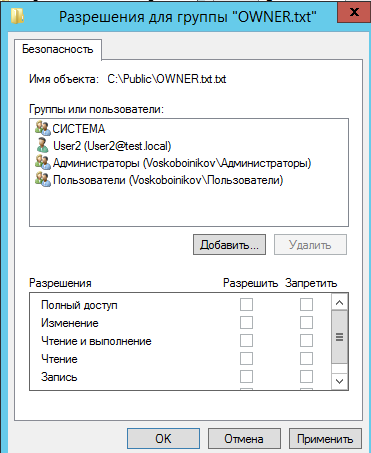 Разрешения для группы "OWNER.txt"
x
Безопасность
Имя объекта: C:\Public\OWNER.txt.txt
Группы или пользователи:
СИСТЕМА
User2 (User2@test.local)
Администраторы (Voskoboinikov\Администраторы)
Пользователи (Voskoboinikov\Пользователи)
Добавить... Удалить
Разрешения Разрешить Запретить
Полный доступ
Изменение
Чтение и выполнение
Чтение
Запись
OK Отмена Применить